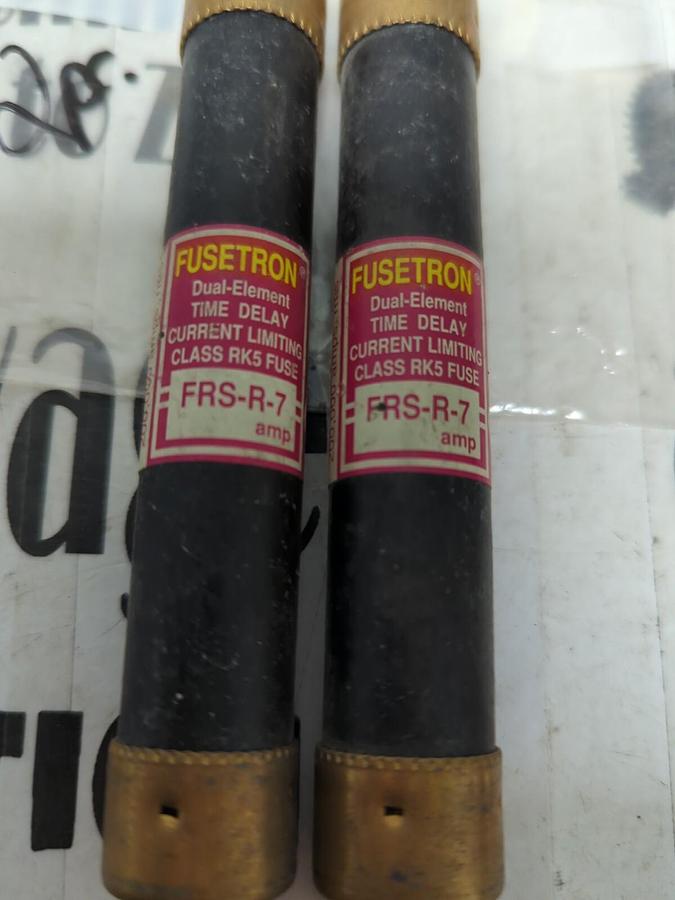 2pc.
FUSETRON®
Dual-Element
TIME DELAY
CURRENT LIMITING
CLASS RK5 FUSE
FRS-R-7
amp
FUSETRON®
Dual-Element
TIME DELAY
CURRENT LIMITING
CLASS RK5 FUSE
FRS-R-7
amp